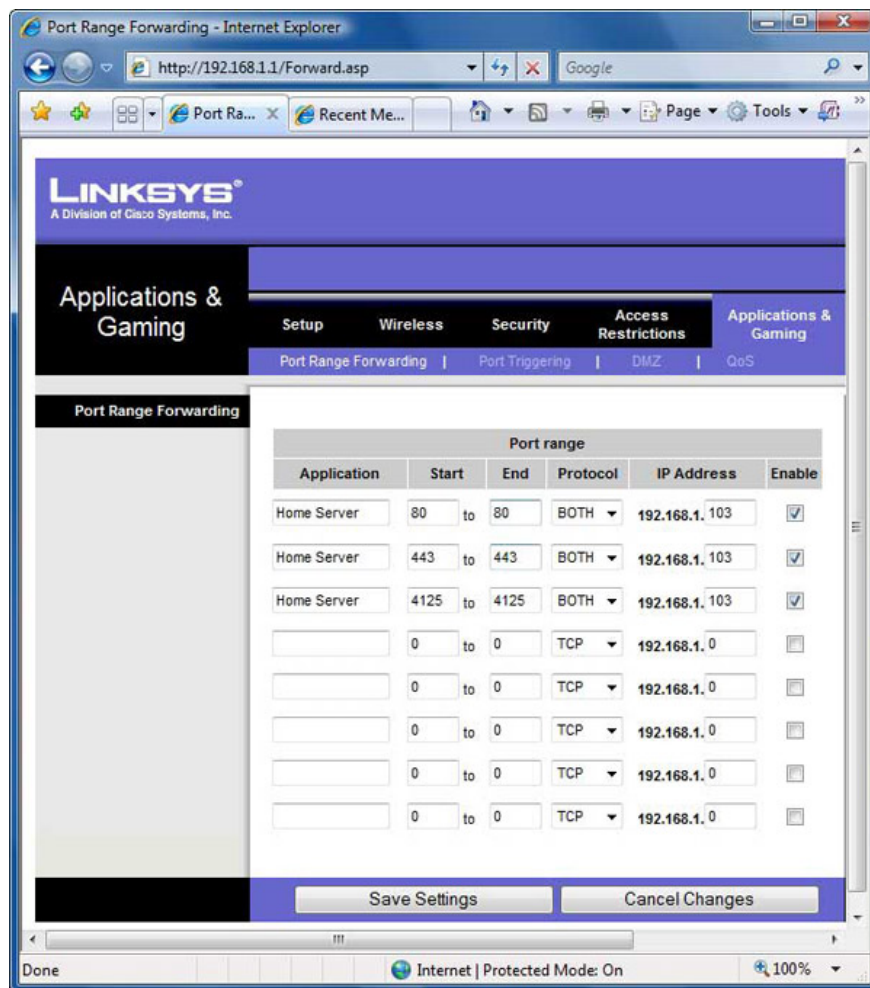 Port Range Forwarding - Internet Explorer
http://192.168.1.1/Forward.asp
Google
Port Ra...
Recent Me...
Page
Tools
LINKSYS®
A Division of Cisco Systems, Inc.
Applications &
Gaming
Setup Wireless Security Access Restrictions Applications & Gaming
Port Range Forwarding | Port Triggering | DMZ | QoS
Port Range Forwarding
Port range
Application Start End Protocol IP Address Enable
Home Server 80 to 80 BOTH 192.168.1. 103
Home Server 443 to 443 BOTH 192.168.1. 103
Home Server 4125 to 4125 BOTH 192.168.1. 103
0 to 0 TCP 192.168.1. 0
0 to 0 TCP 192.168.1. 0
0 to 0 TCP 192.168.1. 0
0 to 0 TCP 192.168.1. 0
0 to 0 TCP 192.168.1. 0
Save Settings Cancel Changes
Done Internet | Protected Mode: On 100%